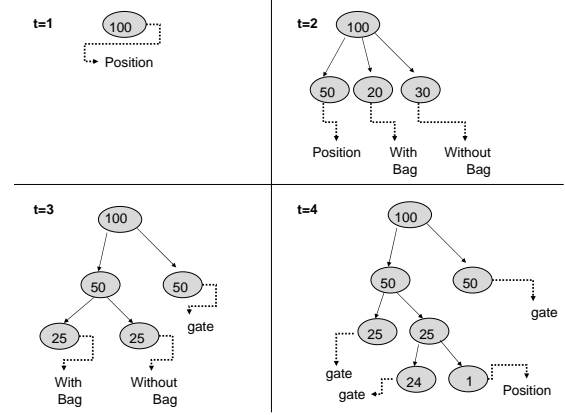 t=1
100
Position
t=2
100
50 20 30
Position With Without
Bag Bag
t=3
100
50 50
gate
25 25
With Without
Bag Bag
t=4
100
50 50
gate
25 25
gate
24 1
gate
Position